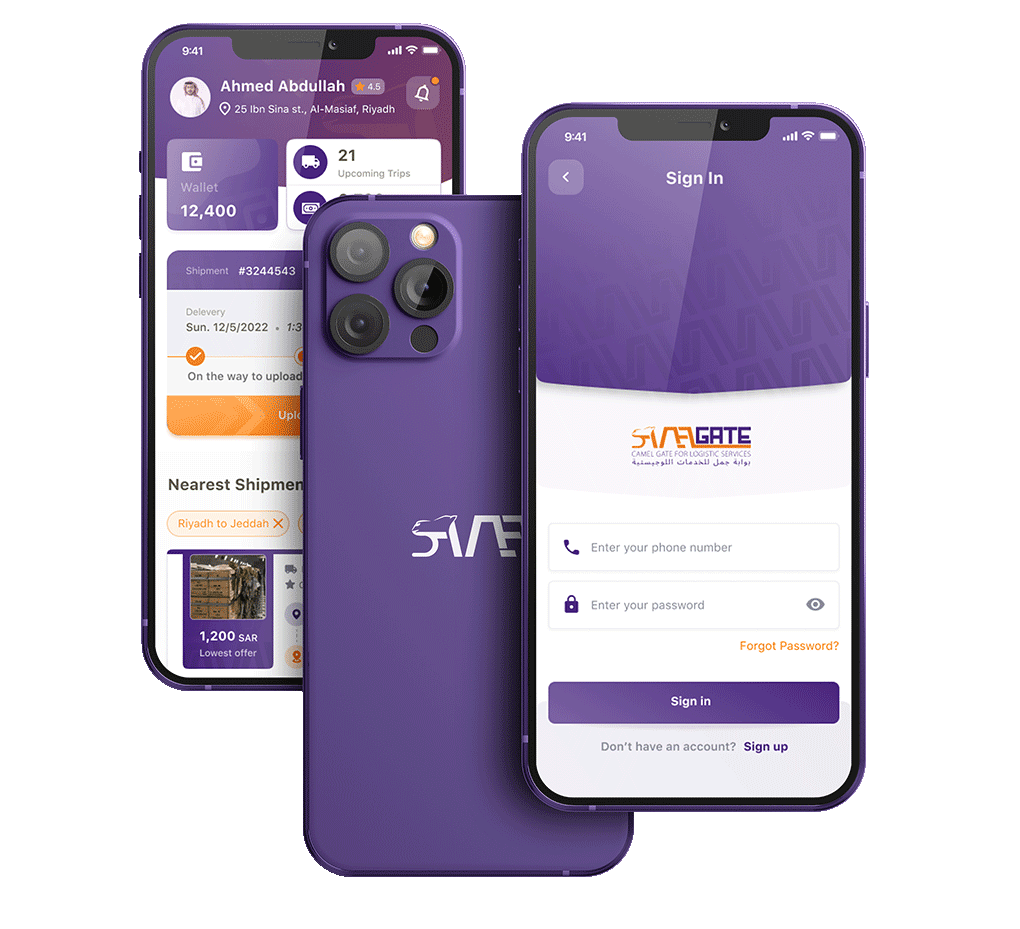 9:41
Ahmed Abdullah
4.5
25 Ibn Sina st., Al-Masiaf, Riyadh
Wallet
12,400
21
Upcoming Trips
Shipment #3244543
Delevery
Sun. 12/5/2022
On the way to upload
Nearest Shipmen
Riyadh to Jeddah
1,200 SAR
Lowest offer
9:41
Sign In
GATE
CAMEL GATE FOR LOGISTIC SERVICES
بوابة جمل للخدمات اللوجيستية
Enter your phone number
Enter your password
Forgot Password?
Sign in
Don't have an account? Sign up